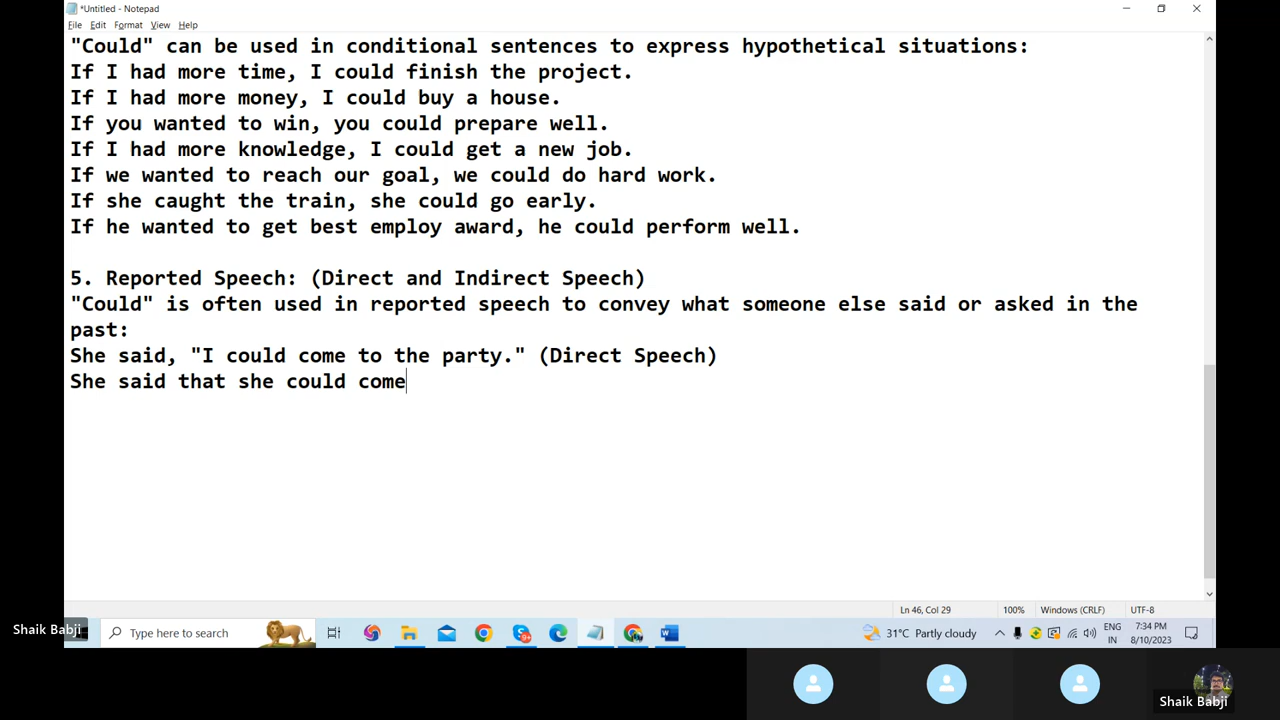 *Untitled - Notepad
File Edit Format View Help
"Could" can be used in conditional sentences to express hypothetical situations:
If I had more time, I could finish the project.
If I had more money, I could buy a house.
If you wanted to win, you could prepare well.
If I had more knowledge, I could get a new job.
If we wanted to reach our goal, we could do hard work.
If she caught the train, she could go early.
If he wanted to get best employ award, he could perform well.
5. Reported Speech: (Direct and Indirect Speech)
"Could" is often used in reported speech to convey what someone else said or asked in the
past:
She said, "I could come to the party." (Direct Speech)
She said that she could come
Ln 46, Col 29 100% Windows (CRLF) UTF-8
Shaik Babji
Type here to search
31°C Partly cloudy
ENG
IN
7:34 PM
8/10/2023
Shaik Babji